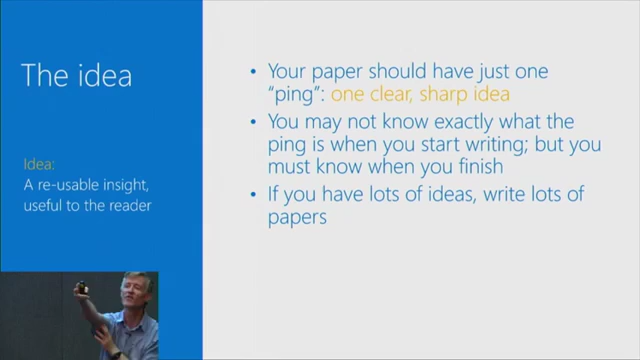 The idea
Idea:
A re-usable insight,
useful to the reader
• Your paper should have just one
“ping”: one clear, sharp idea
• You may not know exactly what the
ping is when you start writing; but you
must know when you finish
• If you have lots of ideas, write lots of
papers